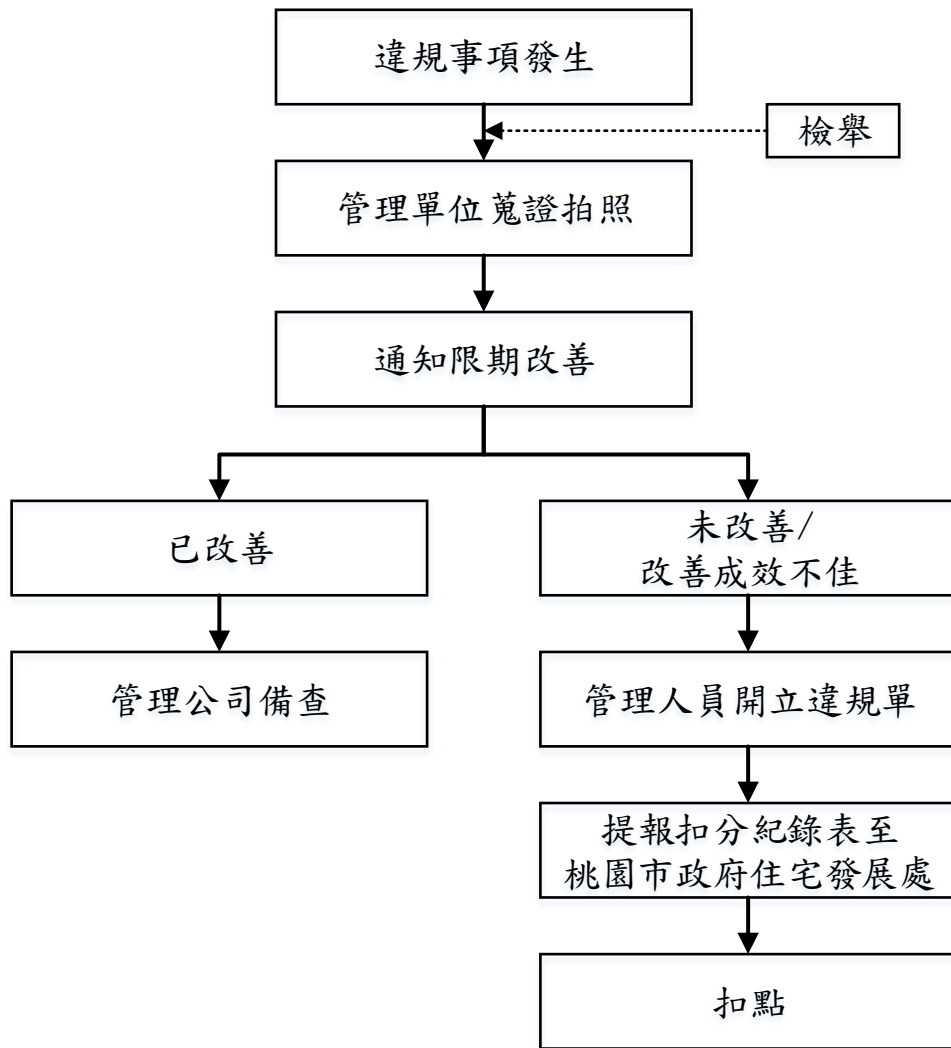 違規事項發生
檢舉
管理單位蒐證拍照
通知限期改善
已改善
未改善/
改善成效不佳
管理公司備查
管理人員開立違規單
提報扣分紀錄表至
桃園市政府住宅發展處
扣點